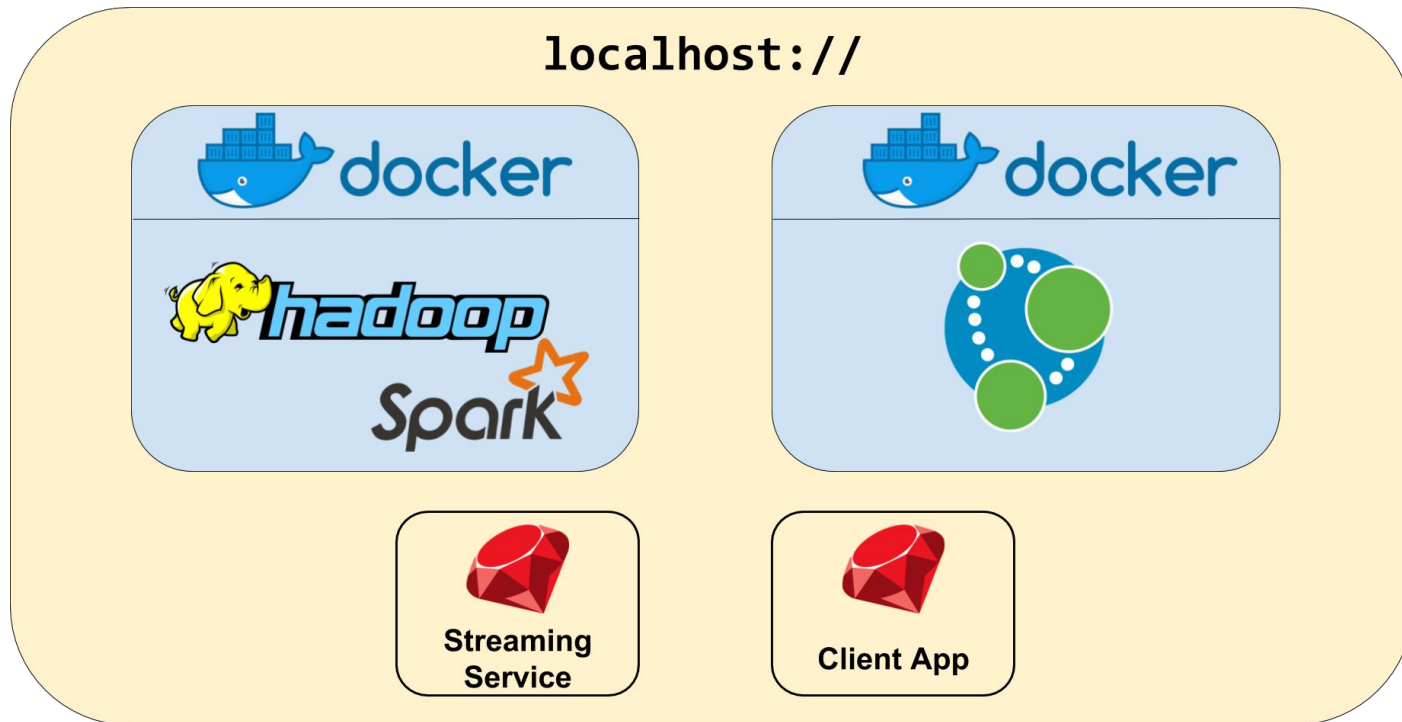 localhost://
docker
docker
hadoop
Spark
Streaming
Service
Client App